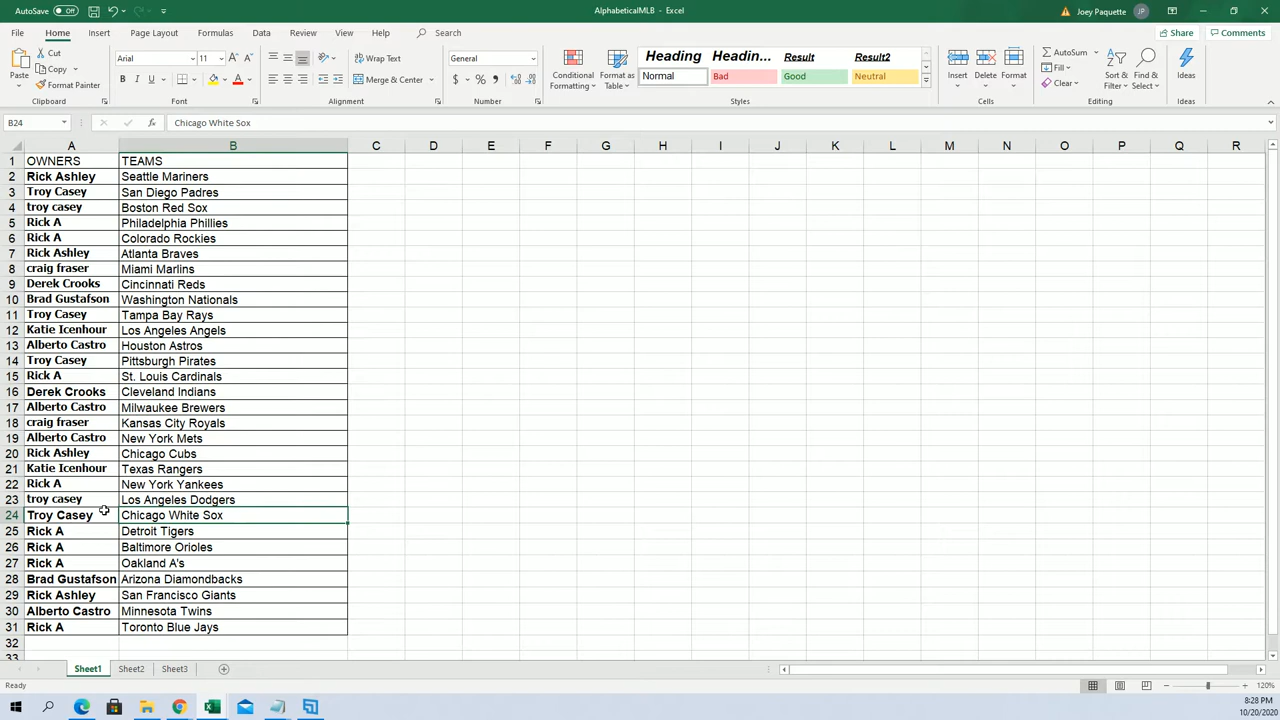 AutoSave Off AlphabeticalMLB - Excel Joey Paquette JP
File Home Insert Page Layout Formulas Data Review View Help Search Share Comments
Paste Cut Copy Format Painter Clipboard
Arial 11 A A B I U A Font
ab Wrap Text Merge & Center Alignment
General $ % , Number
Conditional Formatting Format as Table
Heading Headin... Result Result2
Normal Bad Good Neutral Styles
Insert Delete Format Cells
AutoSum Fill Clear Sort & Filter Find & Select Editing
Ideas Ideas
B24 fx Chicago White Sox
A B C D E F G H I J K L M N O P Q R
1 OWNERS TEAMS
2 Rick Ashley Seattle Mariners
3 Troy Casey San Diego Padres
4 troy casey Boston Red Sox
5 Rick A Philadelphia Phillies
6 Rick A Colorado Rockies
7 Rick Ashley Atlanta Braves
8 craig fraser Miami Marlins
9 Derek Crooks Cincinnati Reds
10 Brad Gustafson Washington Nationals
11 Troy Casey Tampa Bay Rays
12 Katie Icenhour Los Angeles Angels
13 Alberto Castro Houston Astros
14 Troy Casey Pittsburgh Pirates
15 Rick A St. Louis Cardinals
16 Derek Crooks Cleveland Indians
17 Alberto Castro Milwaukee Brewers
18 craig fraser Kansas City Royals
19 Alberto Castro New York Mets
20 Rick Ashley Chicago Cubs
21 Katie Icenhour Texas Rangers
22 Rick A New York Yankees
23 troy casey Los Angeles Dodgers
24 Troy Casey Chicago White Sox
25 Rick A Detroit Tigers
26 Rick A Baltimore Orioles
27 Rick A Oakland A's
28 Brad Gustafson Arizona Diamondbacks
29 Rick Ashley San Francisco Giants
30 Alberto Castro Minnesota Twins
31 Rick A Toronto Blue Jays
32
33
Sheet1 Sheet2 Sheet3
Ready 120%
8:28 PM
10/20/2020